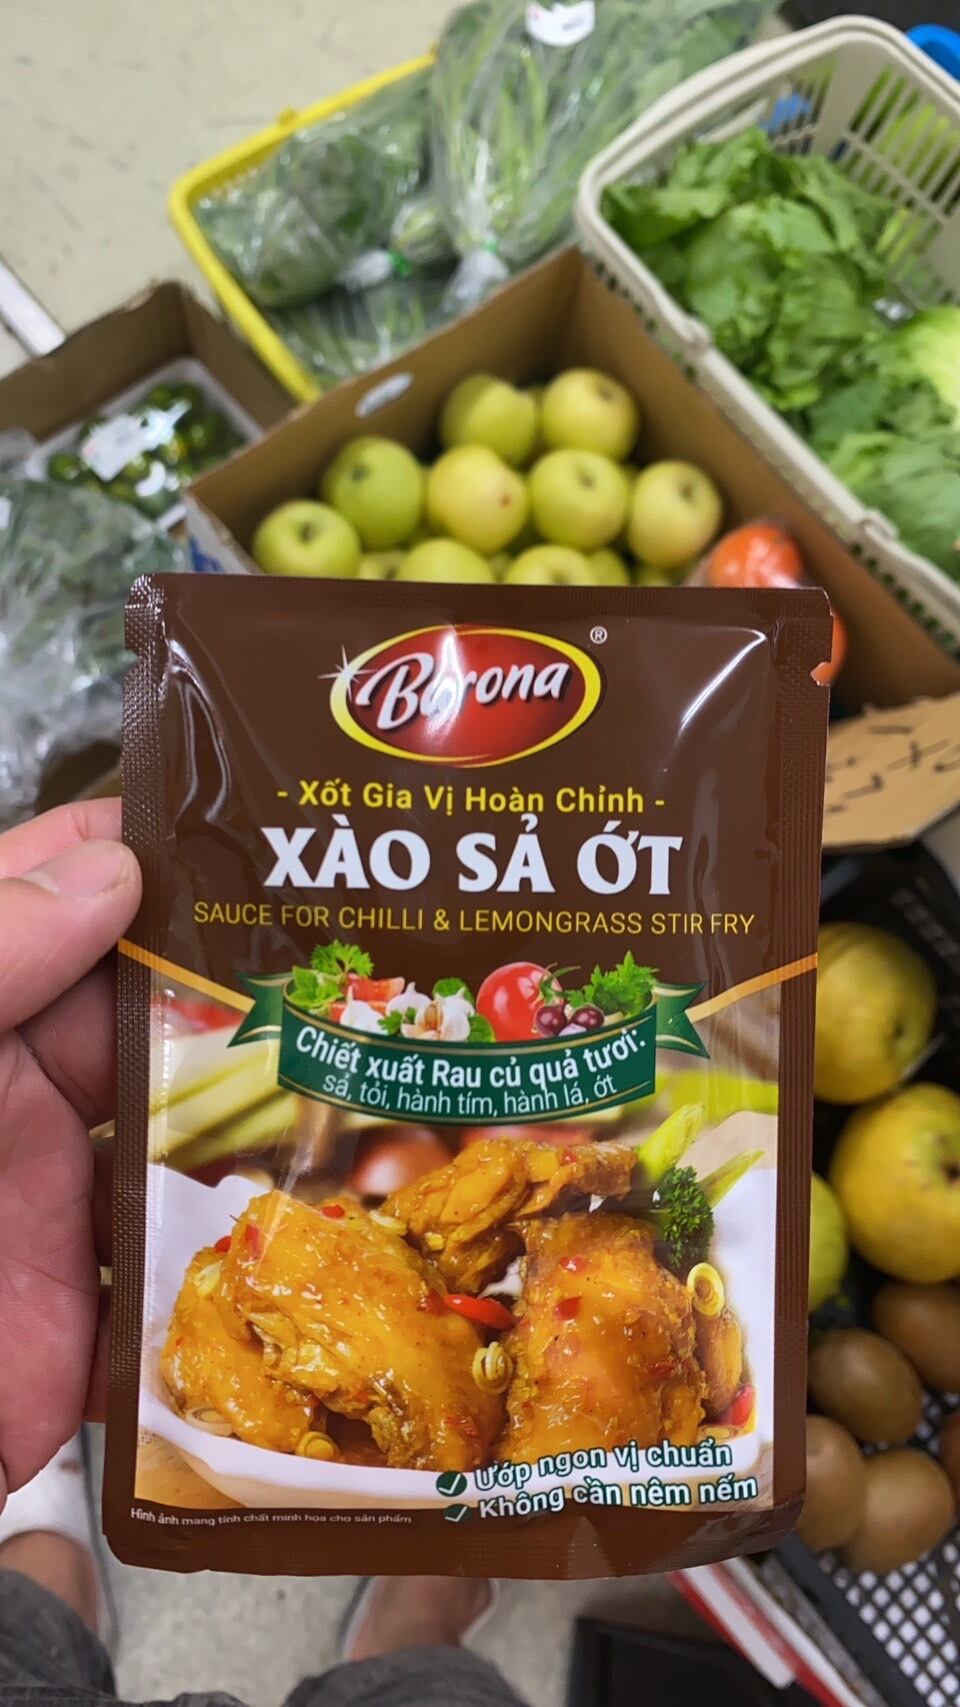 Barona
®
- Xốt Gia Vị Hoàn Chỉnh -
XÀO SẢ ỚT
SAUCE FOR CHILLI & LEMONGRASS STIR FRY
Chiết xuất Rau củ quả tươi:
sả, tỏi, hành tím, hành lá, ớt
Ướp ngon vị chuẩn
Không cần nêm nếm
Hình ảnh mang tính chất minh họa cho sản phẩm